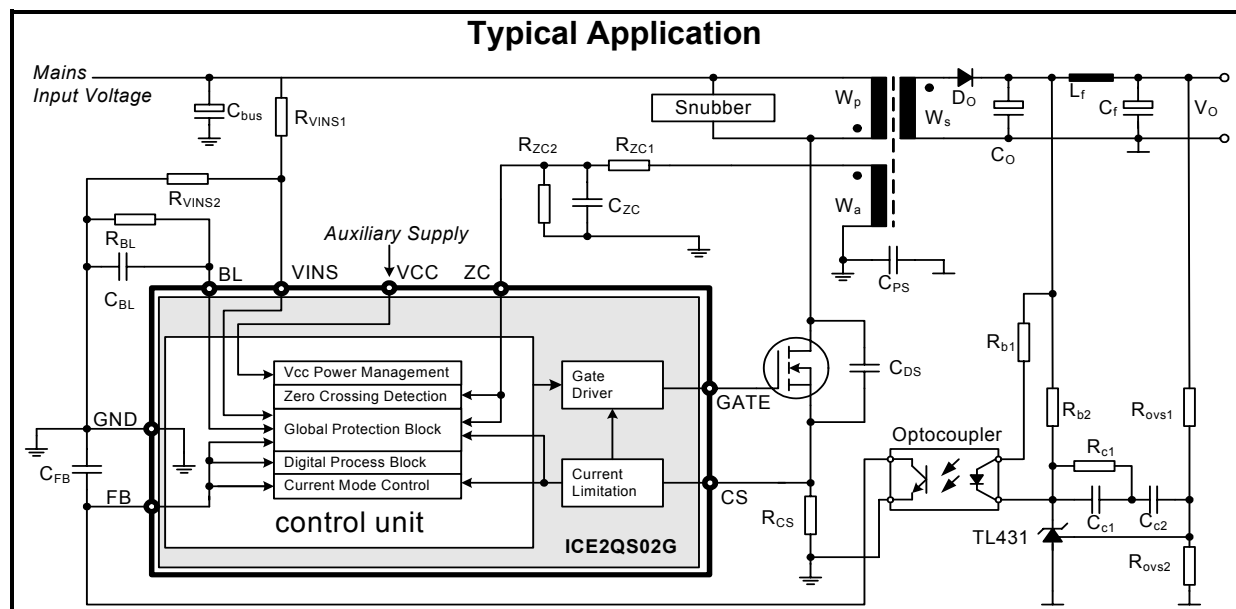 Typical Application
Mains
Input Voltage
Cbus
RVINS1
Snubber
Wp
Ws
DO
CO
Lf
Cf
VO
RZC2
RZC1
CZC
Wa
CPS
RVINS2
RBL
CBL
Auxiliary Supply
BL
VINS
VCC
ZC
Vcc Power Management
Zero Crossing Detection
Global Protection Block
Digital Process Block
Current Mode Control
control unit
Gate
Driver
Current
Limitation
ICE2QS02G
GATE
CS
GND
CFB
FB
CDS
RCS
Optocoupler
Rb1
Rb2
Rovs1
Rc1
Cc1
Cc2
TL431
Rovs2